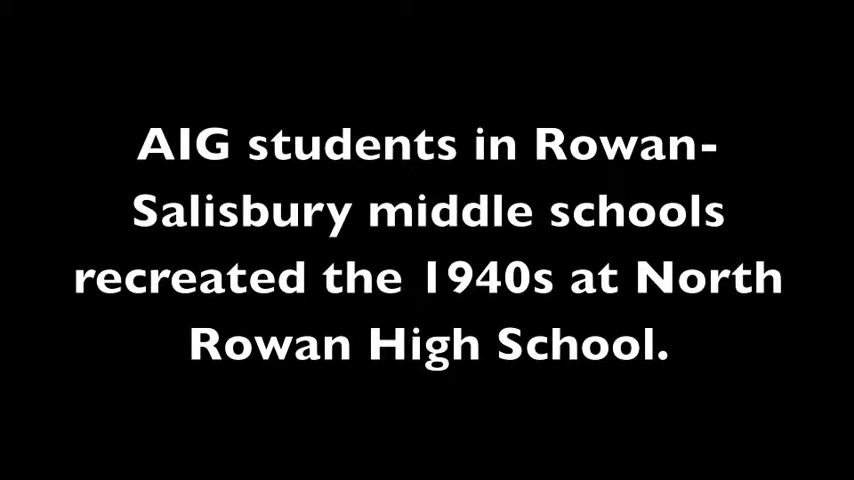 AIG students in Rowan-
Salisbury middle schools
recreated the 1940s at North
Rowan High School.